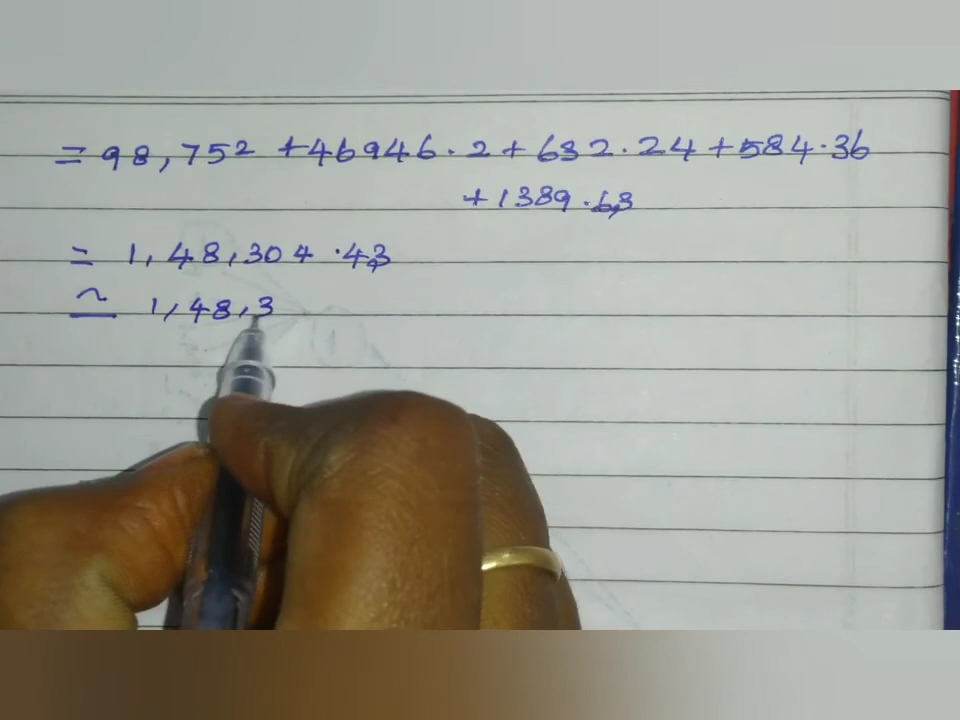 = 98,752 +46946.2 + 632.24 + 584.36
+ 1389.63
= 1,48,304.43
≃ 1,48,3